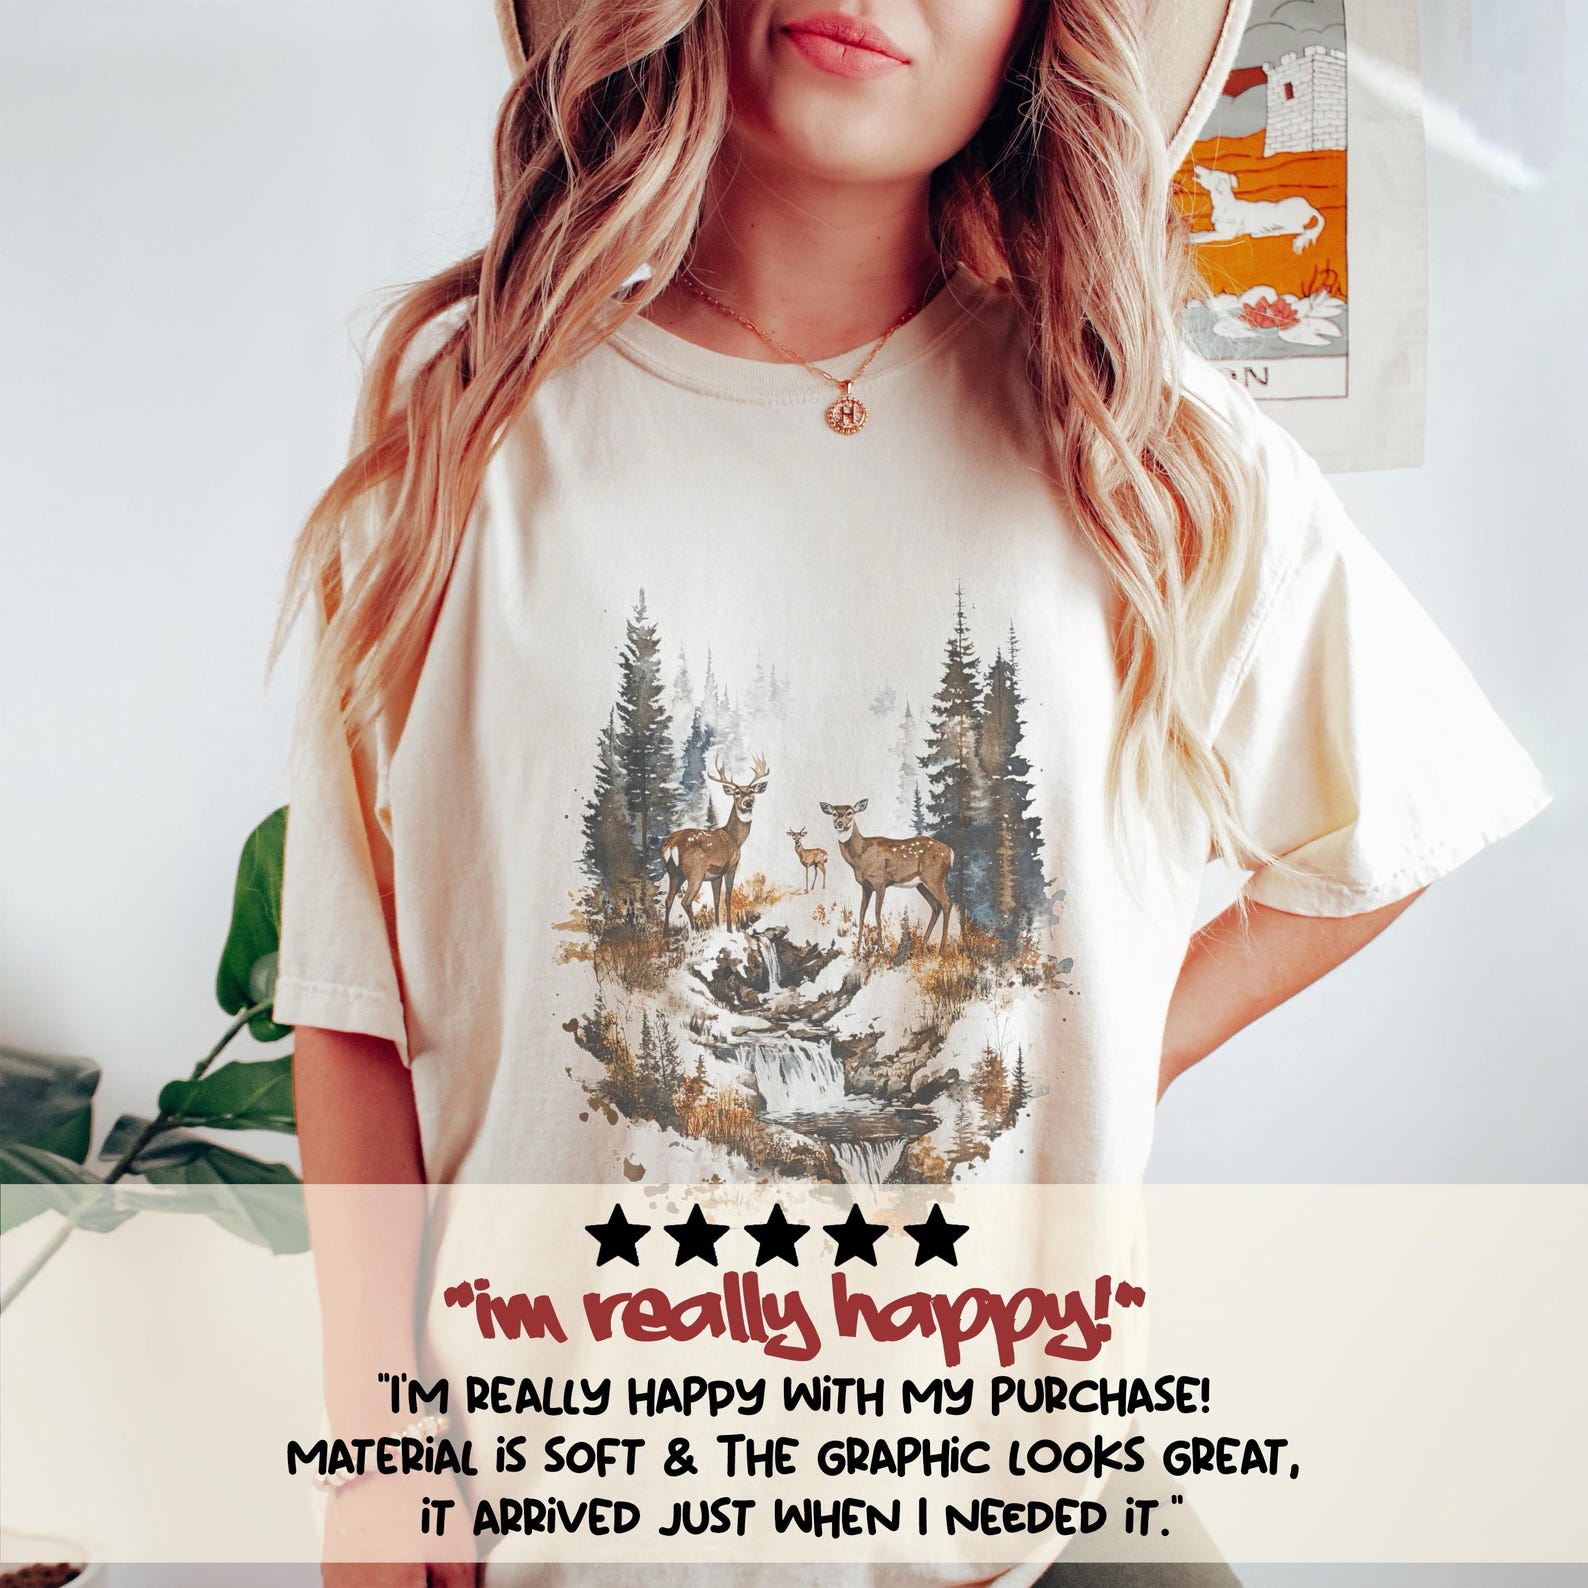 H
ON
"im really happy!"
"I'M REALLY HAPPY WITH MY PURCHASE!
MATERIAL IS SOFT & THE GRAPHIC LOOKS GREAT,
IT ARRIVED JUST WHEN I NEEDED IT."